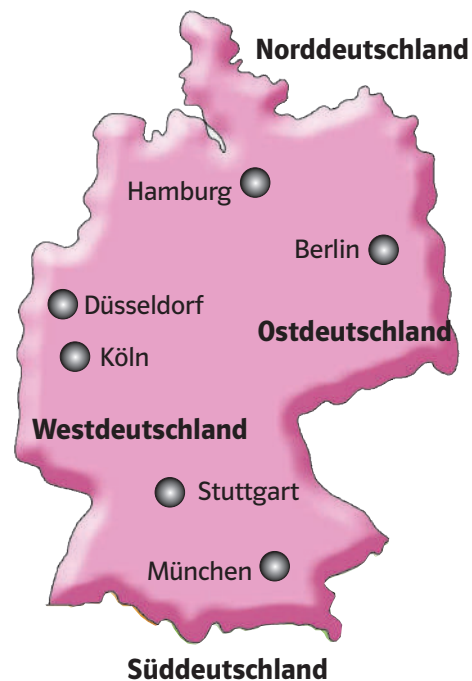 Norddeutschland
Hamburg
Berlin
Düsseldorf
Ostdeutschland
Köln
Westdeutschland
Stuttgart
München
Süddeutschland